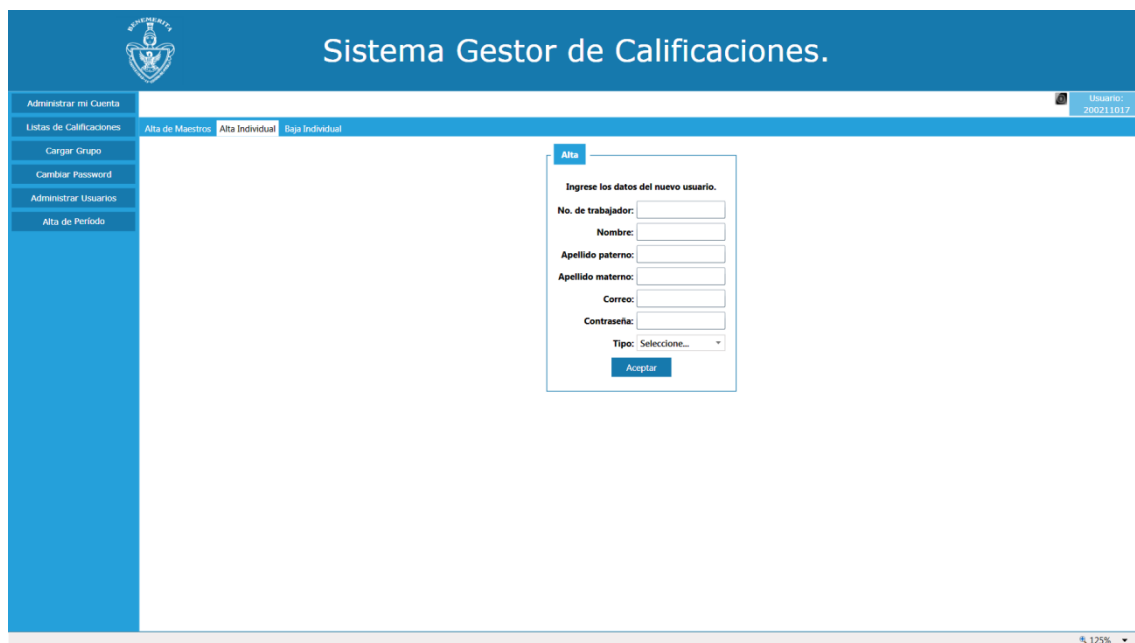 BENEMERITA
Sistema Gestor de Calificaciones.
Administrar mi Cuenta
Usuario:
200211017
Listas de Calificaciones
Alta de Maestros Alta Individual Baja Individual
Cargar Grupo
Cambiar Password
Administrar Usuarios
Alta de Período
Alta
Ingrese los datos del nuevo usuario.
No. de trabajador:
Nombre:
Apellido paterno:
Apellido materno:
Correo:
Contraseña:
Tipo: Seleccione...
Aceptar
125%